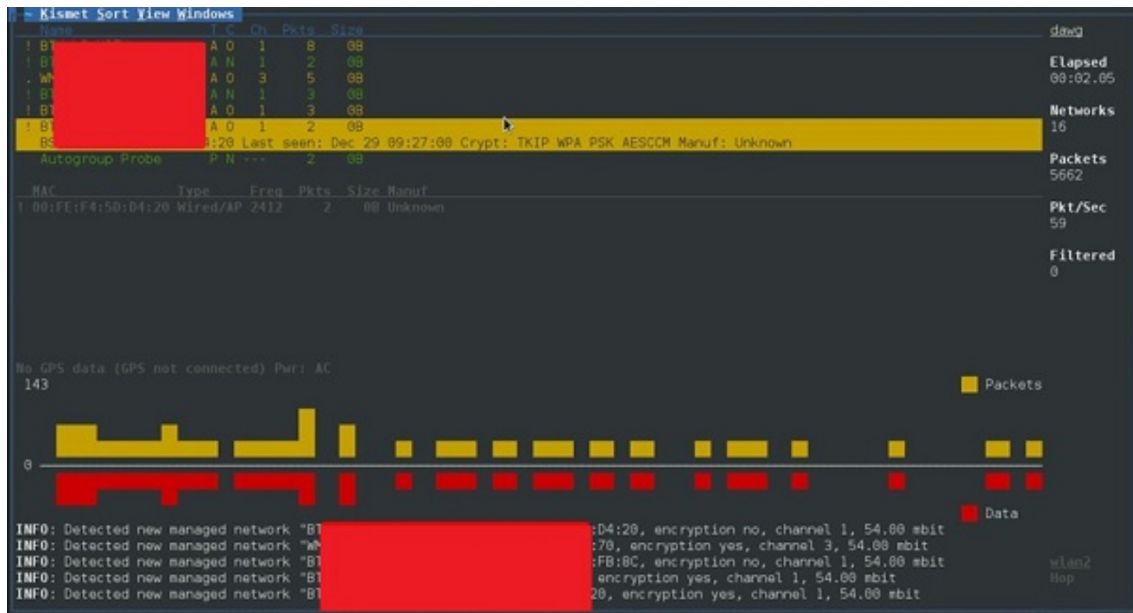 ~ Kismet Sort View Windows
Name T C Ch Pkts Size
! BT A O 1 8 0B
! BT A N 1 2 0B
. WM A O 3 5 0B
! BT A N 1 3 0B
! BT A O 1 3 0B
! BT A O 1 2 0B
BS :20 Last seen: Dec 29 09:27:00 Crypt: TKIP WPA PSK AESCCM Manuf: Unknown
Autogroup Probe P N --- 2 0B
MAC Type Freq Pkts Size Manuf
! 00:FE:F4:5D:D4:20 Wired/AP 2412 2 0B Unknown
dawg
Elapsed
00:02.05
Networks
16
Packets
5662
Pkt/Sec
59
Filtered
0
No GPS data (GPS not connected) Pwr: AC
143
Packets
0
Data
INFO: Detected new managed network "BT :D4:20, encryption no, channel 1, 54.00 mbit
INFO: Detected new managed network "WM :70, encryption yes, channel 3, 54.00 mbit
INFO: Detected new managed network "BT :FB:8C, encryption no, channel 1, 54.00 mbit
INFO: Detected new managed network "BT encryption yes, channel 1, 54.00 mbit
INFO: Detected new managed network "BT 20, encryption yes, channel 1, 54.00 mbit
wlan2
Hop